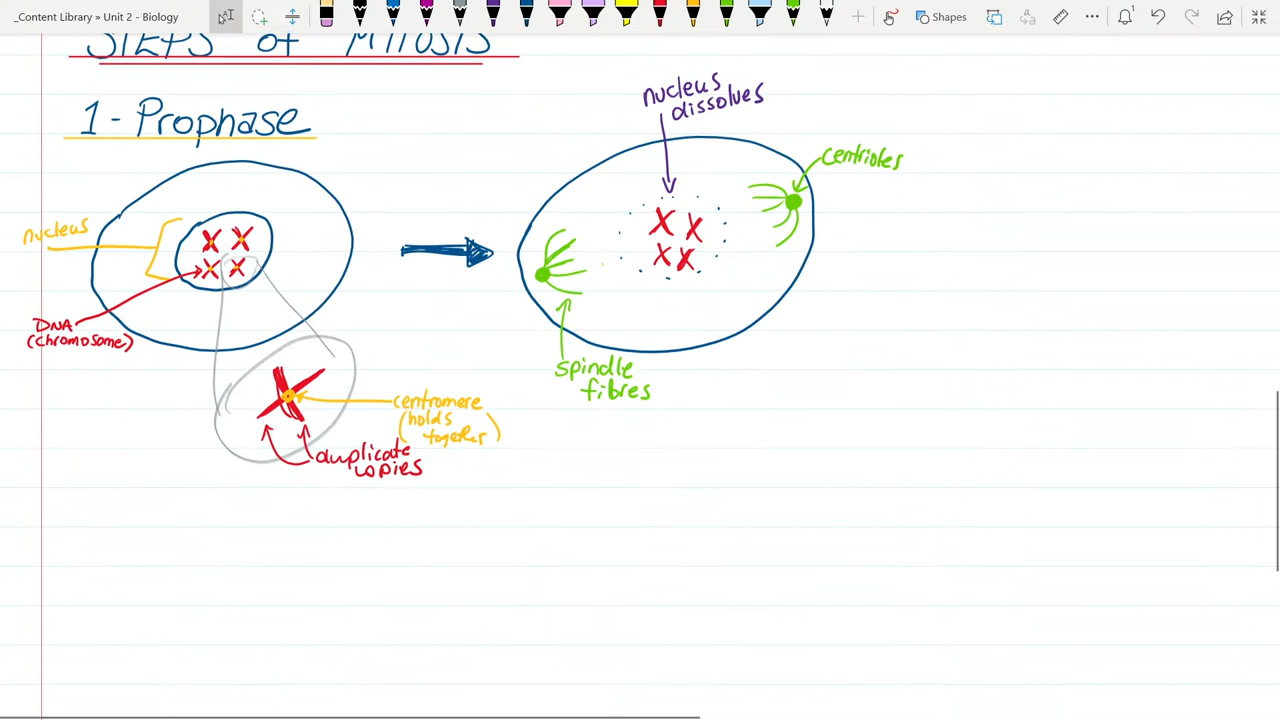 _Content Library » Unit 2 - Biology
Shapes
STEPS of MITOSIS
1 - Prophase
nucleus
dissolves
centrioles
nucleus
DNA
(chromosome)
spindle
fibres
centromere
(holds
together)
duplicate
copies